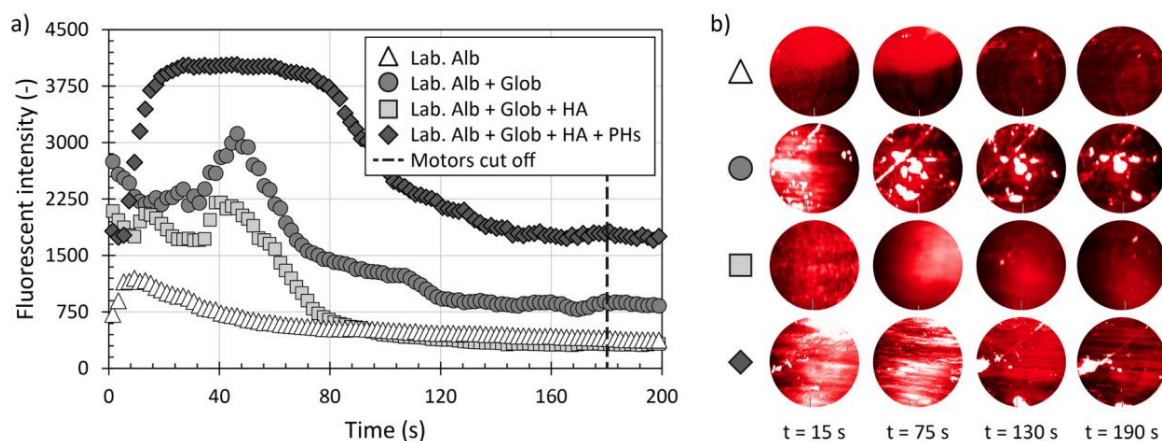 a)
4500
3750
3000
2250
1500
750
0
Fluorescent intensity (-)
Lab. Alb
Lab. Alb + Glob
Lab. Alb + Glob + HA
Lab. Alb + Glob + HA + PHs
Motors cut off
0 40 80 120 160 200
Time (s)
b)
t = 15 s t = 75 s t = 130 s t = 190 s